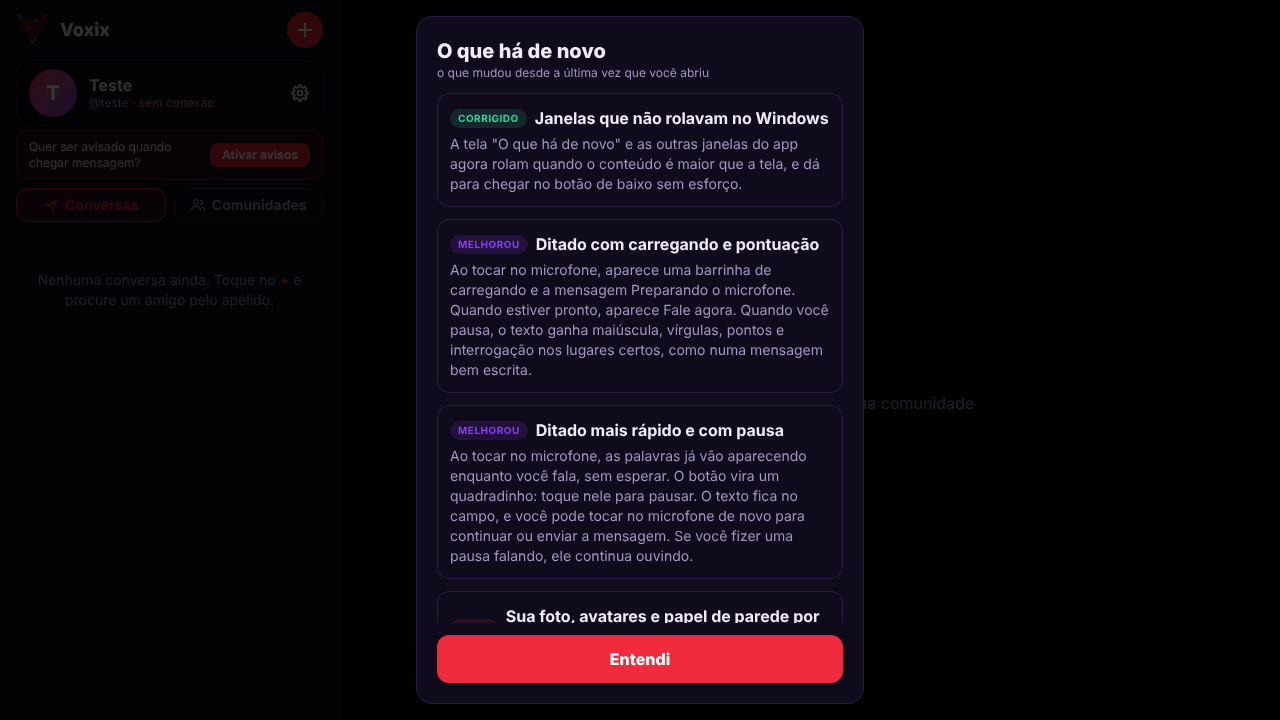 Voxix
T
Teste
@teste · sem conexão
Quer ser avisado quando
chegar mensagem?
Ativar avisos
Conversas
Comunidades
Nenhuma conversa ainda. Toque no + e
procure um amigo pelo apelido.
O que há de novo
o que mudou desde a última vez que você abriu
CORRIGIDO Janelas que não rolavam no Windows
A tela "O que há de novo" e as outras janelas do app
agora rolam quando o conteúdo é maior que a tela, e dá
para chegar no botão de baixo sem esforço.
MELHOROU Ditado com carregando e pontuação
Ao tocar no microfone, aparece uma barrinha de
carregando e a mensagem Preparando o microfone.
Quando estiver pronto, aparece Fale agora. Quando você
pausa, o texto ganha maiúscula, vírgulas, pontos e
interrogação nos lugares certos, como numa mensagem
bem escrita.
MELHOROU Ditado mais rápido e com pausa
Ao tocar no microfone, as palavras já vão aparecendo
enquanto você fala, sem esperar. O botão vira um
quadradinho: toque nele para pausar. O texto fica no
campo, e você pode tocar no microfone de novo para
continuar ou enviar a mensagem. Se você fizer uma
pausa falando, ele continua ouvindo.
Sua foto, avatares e papel de parede por
Entendi
comunidade